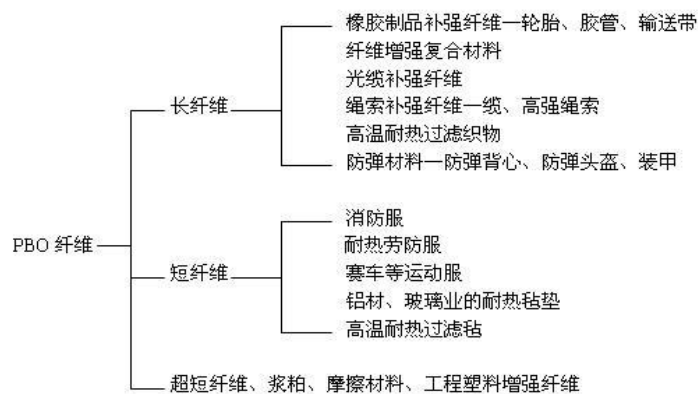 橡胶制品补强纤维一轮胎、胶管、输送带
纤维增强复合材料
光缆补强纤维
长纤维
绳索补强纤维一缆、高强绳索
高温耐热过滤织物
防弹材料一防弹背心、防弹头盔、装甲
消防服
PBO 纤维
耐热劳防服
短纤维
赛车等运动服
铝材、玻璃业的耐热毡垫
高温耐热过滤毡
超短纤维、浆粕、摩擦材料、工程塑料增强纤维